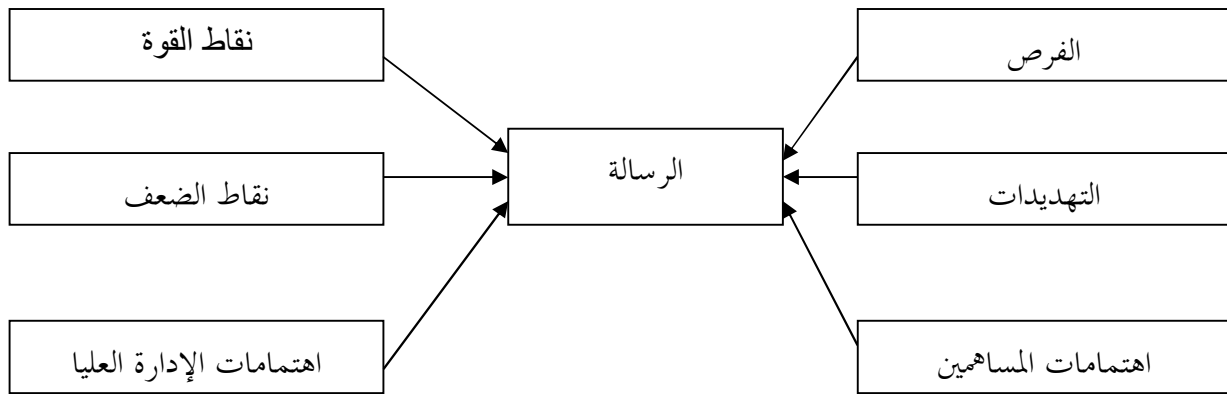 الفرص
نقاط القوة
الرسالة
التهديدات
نقاط الضعف
اهتمامات المساهمين
اهتمامات الإدارة العليا